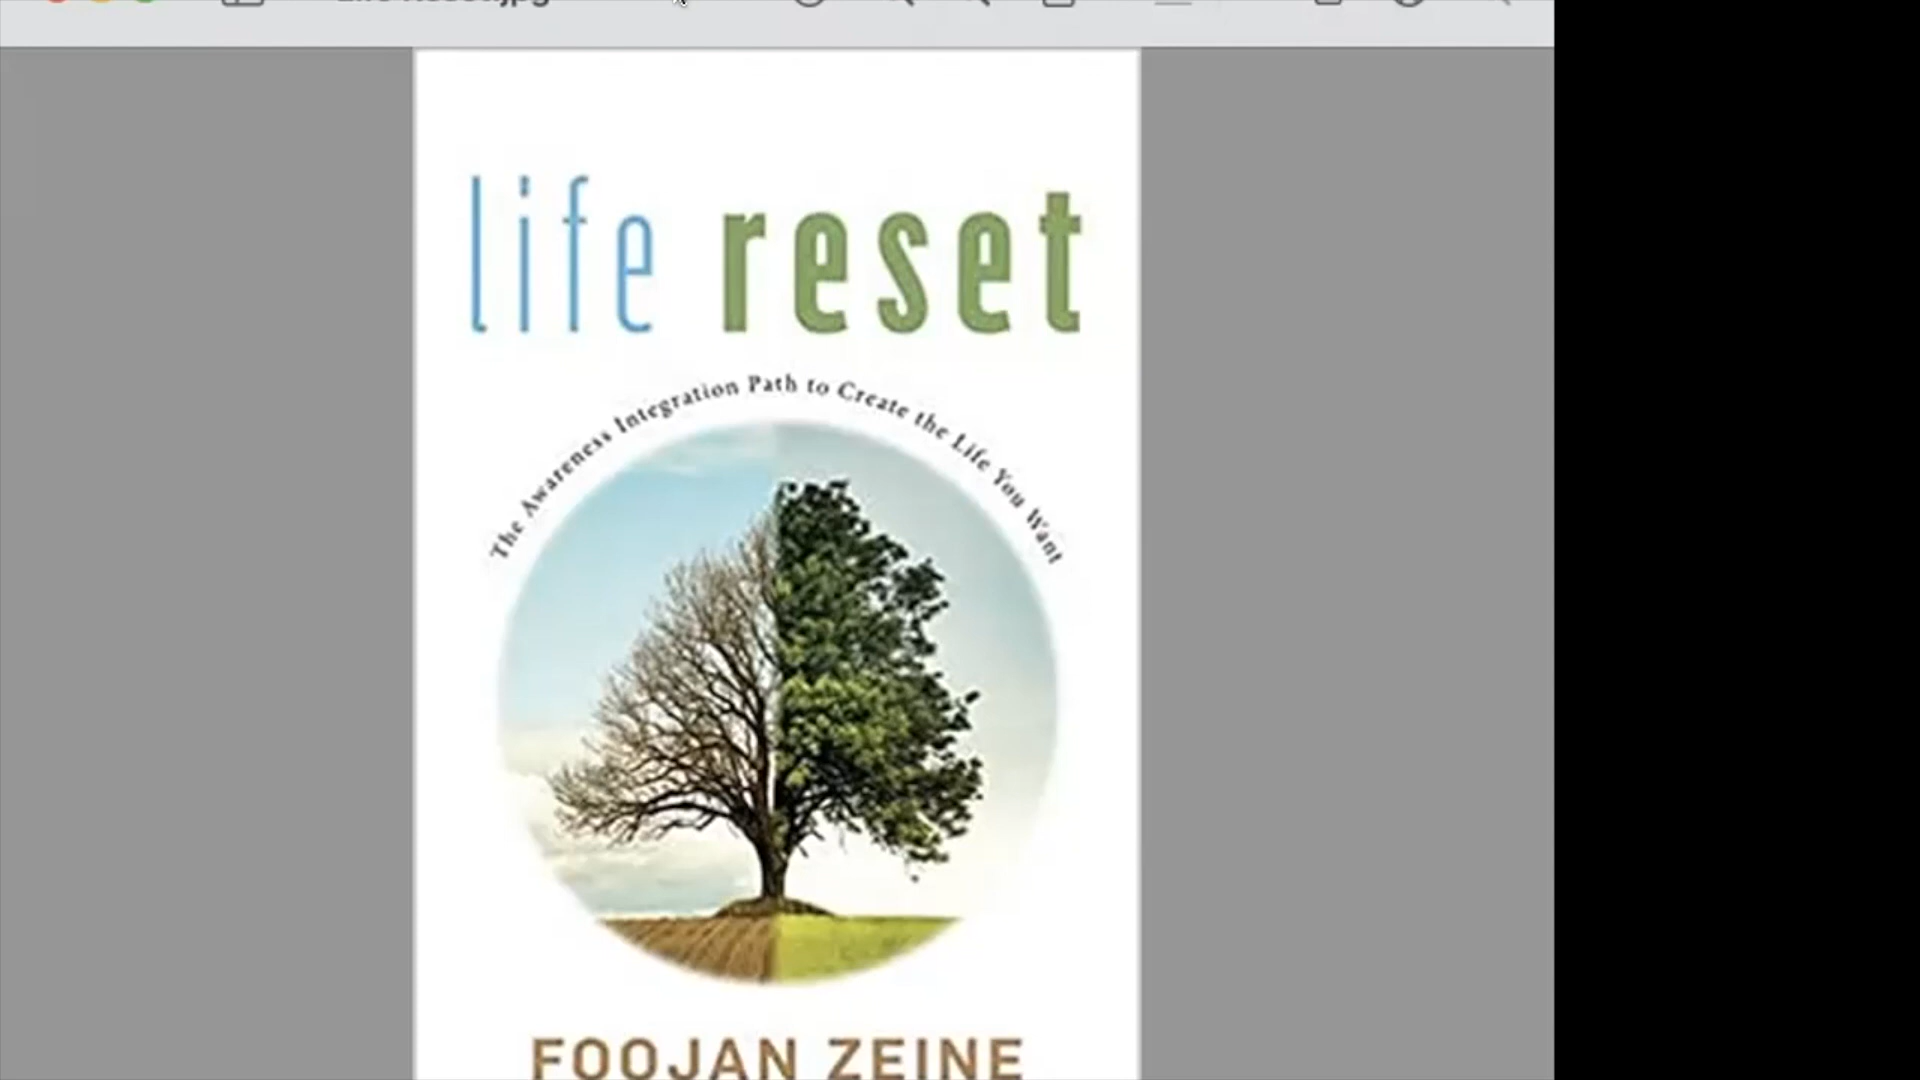 life reset
The Awareness Integration Path to Create the Life You Want
FOOJAN ZEINE